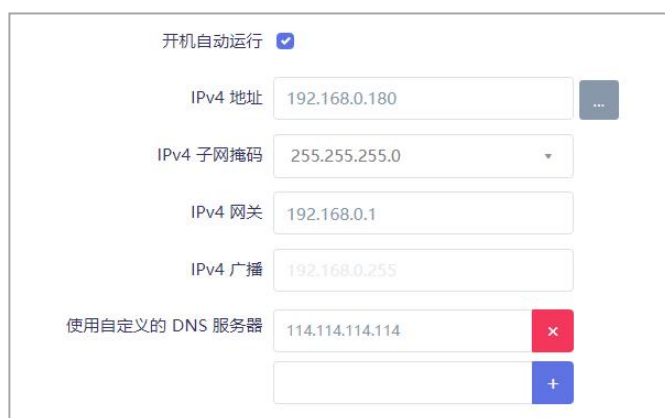 开机自动运行
IPv4 地址 192.168.0.180 ...
IPv4 子网掩码 255.255.255.0
IPv4 网关 192.168.0.1
IPv4 广播 192.168.0.255
使用自定义的 DNS 服务器 114.114.114.114 ×
+